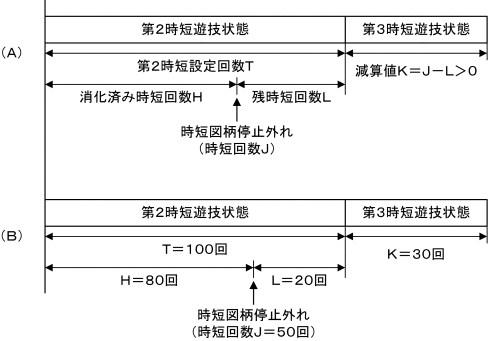 第2時短遊技状態 第3時短遊技状態
(A)
第2時短設定回数T
減算値K=J-L>0
消化済み時短回数H 残時短回数L
時短図柄停止外れ
(時短回数J)
第2時短遊技状態 第3時短遊技状態
(B)
T=100回
K=30回
H=80回 L=20回
時短図柄停止外れ
(時短回数J=50回)